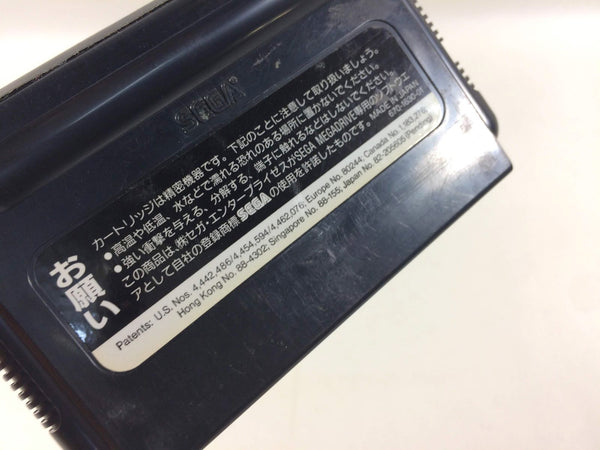 SEGA
お願い
カートリッジは精密機器です。下記のことに注意して取り扱いましょう。
●高温や低温、水などで濡れる恐れのある場所に置かないでください。
●強い衝撃を与える、分解する、端子に触れるなどはしないでください。
この商品は、㈱セガ・エンタープライゼスがSEGA MEGADRIVE専用のソフトウェ
アとして自社の登録商標SEGAの使用を許諾したものです。
MADE IN JAPAN
670-1530-01
Patents: U.S. Nos. 4,442,486/4,454,594/4,462,076; Europe No. 80244; Canada No. 1,183,276
Hong Kong No. 88-4302; Singapore No. 88-155; Japan No. 82-205605 (Pending)